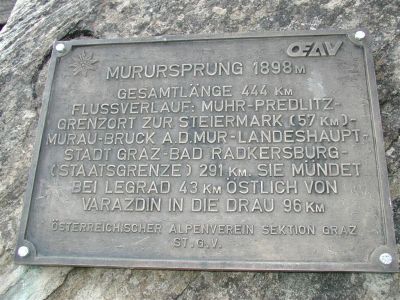 OEAV
MURURSPRUNG 1898M
GESAMTLÄNGE 444 KM
FLUSSVERLAUF: MUHR-PREDLITZ-
GRENZORT ZUR STEIERMARK (57 KM)-
MURAU-BRUCK A.D.MUR-LANDESHAUPT-
STADT GRAZ-BAD RADKERSBURG-
(STAATSGRENZE) 291 KM. SIE MÜNDET
BEI LEGRAD 43 KM ÖSTLICH VON
VARAZDIN IN DIE DRAU 96 KM
ÖSTERREICHISCHER ALPENVEREIN SEKTION GRAZ
ST.G.V.